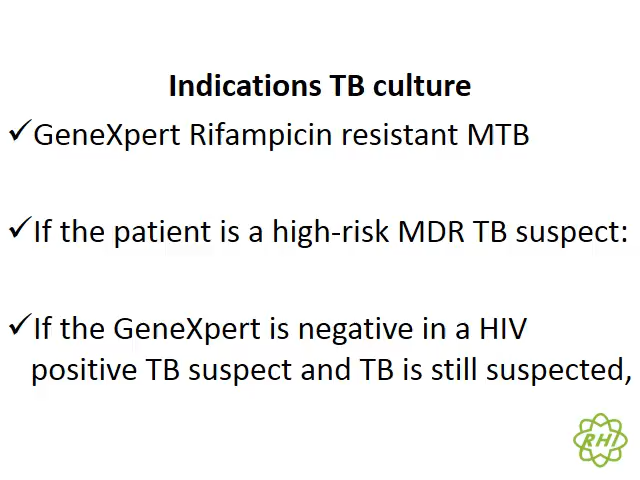 Indications TB culture
✓GeneXpert Rifampicin resistant MTB
✓If the patient is a high-risk MDR TB suspect:
✓If the GeneXpert is negative in a HIV
positive TB suspect and TB is still suspected,
RHI